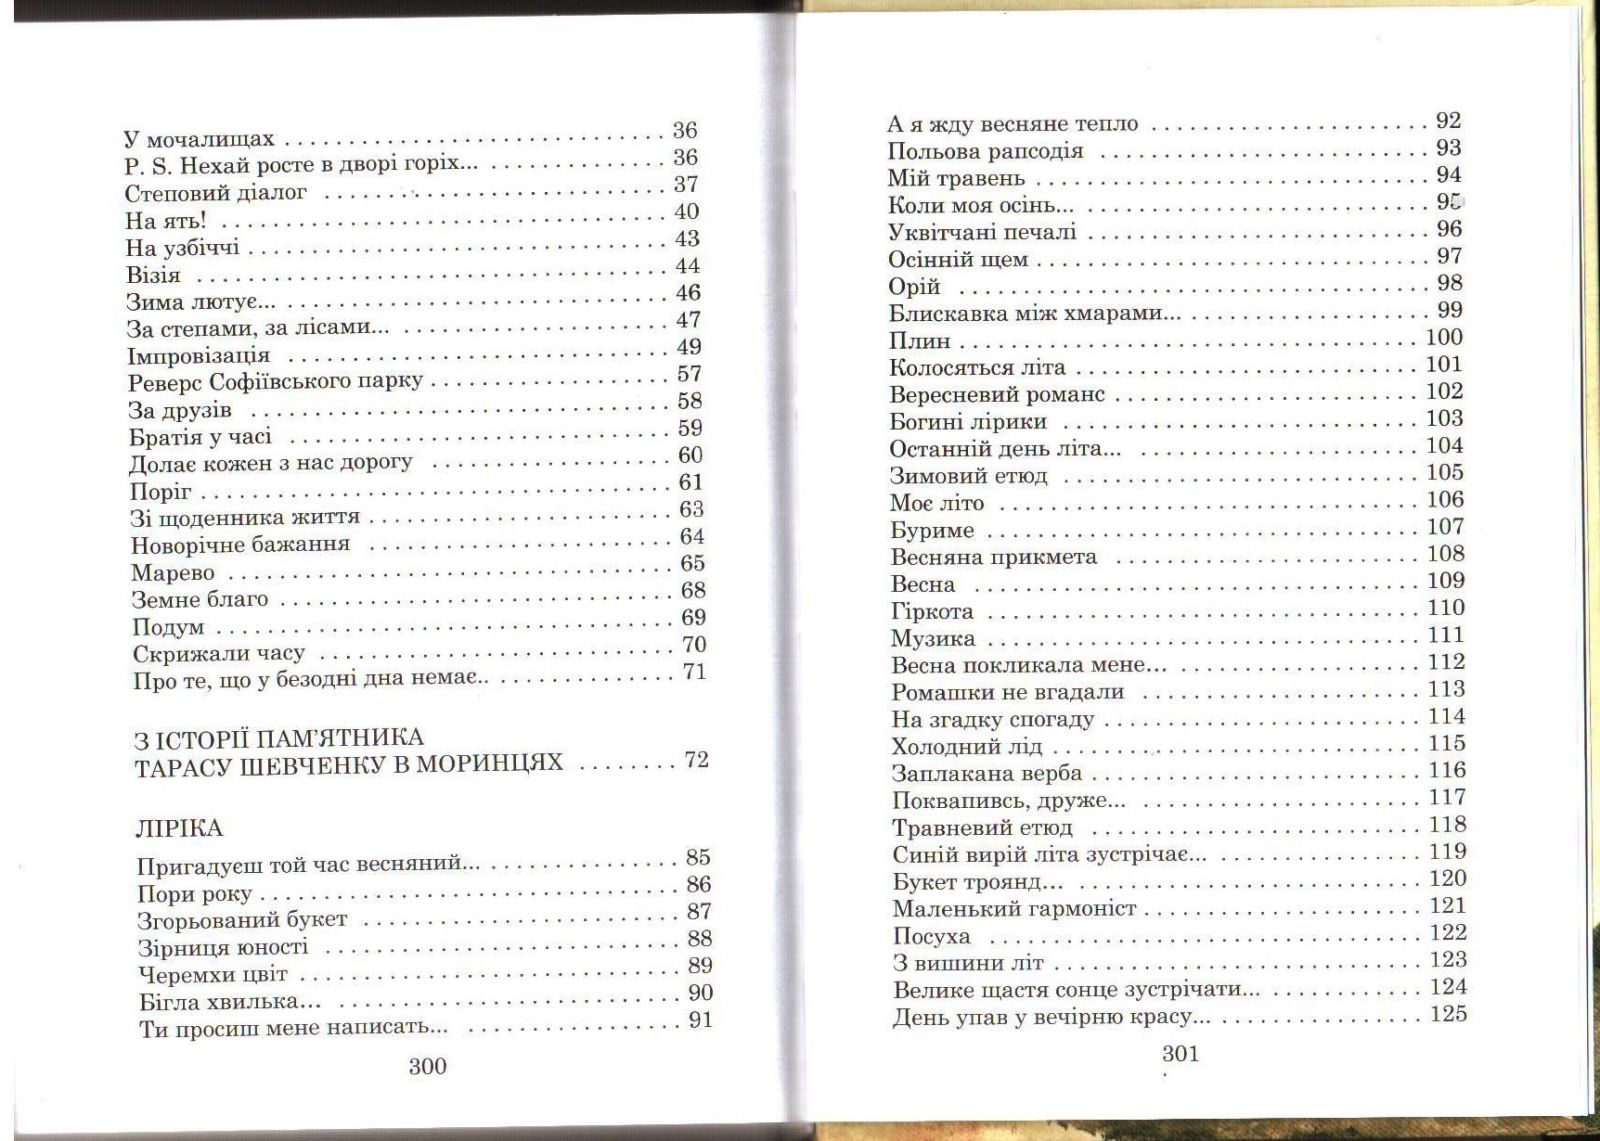 У мочалищах . . . . . . . . . . . . . . . . . . . . . . . . . . . . . . 36
P. S. Нехай росте в дворі горіх... . . . . . . . . . . . . . . . 36
Степовий діалог . . . . . . . . . . . . . . . . . . . . . . . . . . . 37
На ять! . . . . . . . . . . . . . . . . . . . . . . . . . . . . . . . . . . . 40
На узбіччі . . . . . . . . . . . . . . . . . . . . . . . . . . . . . . . . . 43
Візія . . . . . . . . . . . . . . . . . . . . . . . . . . . . . . . . . . . . . 44
Зима лютує... . . . . . . . . . . . . . . . . . . . . . . . . . . . . . . 46
За степами, за лісами... . . . . . . . . . . . . . . . . . . . . . . 47
Імпровізація . . . . . . . . . . . . . . . . . . . . . . . . . . . . . . 49
Реверс Софіївського парку . . . . . . . . . . . . . . . . . . . 57
За друзів . . . . . . . . . . . . . . . . . . . . . . . . . . . . . . . . . 58
Братія у часі . . . . . . . . . . . . . . . . . . . . . . . . . . . . . . 59
Долає кожен з нас дорогу . . . . . . . . . . . . . . . . . . . 60
Поріг . . . . . . . . . . . . . . . . . . . . . . . . . . . . . . . . . . . . . 61
Зі щоденника життя . . . . . . . . . . . . . . . . . . . . . . . . 63
Новорічне бажання . . . . . . . . . . . . . . . . . . . . . . . . 64
Марево . . . . . . . . . . . . . . . . . . . . . . . . . . . . . . . . . . . 65
Земне благо . . . . . . . . . . . . . . . . . . . . . . . . . . . . . . . 68
Подум . . . . . . . . . . . . . . . . . . . . . . . . . . . . . . . . . . . . 69
Скрижали часу . . . . . . . . . . . . . . . . . . . . . . . . . . . . 70
Про те, що у безодні дна немає.. . . . . . . . . . . . . . . . 71
З ІСТОРІЇ ПАМ’ЯТНИКА
ТАРАСУ ШЕВЧЕНКУ В МОРИНЦЯХ . . . . . . . . 72
ЛІРІКА
Пригадуєш той час весняний... . . . . . . . . . . . . . . . . 85
Пори року . . . . . . . . . . . . . . . . . . . . . . . . . . . . . . . . . 86
Згорьований букет . . . . . . . . . . . . . . . . . . . . . . . . . 87
Зірниця юності . . . . . . . . . . . . . . . . . . . . . . . . . . . . 88
Черемхи цвіт . . . . . . . . . . . . . . . . . . . . . . . . . . . . . . 89
Бігла хвилька... . . . . . . . . . . . . . . . . . . . . . . . . . . . . 90
Ти просиш мене написать... . . . . . . . . . . . . . . . . . . 91
300
А я жду весняне тепло . . . . . . . . . . . . . . . . . . . . . . 92
Польова рапсодія . . . . . . . . . . . . . . . . . . . . . . . . . . 93
Мій травень . . . . . . . . . . . . . . . . . . . . . . . . . . . . . . . 94
Коли моя осінь... . . . . . . . . . . . . . . . . . . . . . . . . . . . 95
Уквітчані печалі . . . . . . . . . . . . . . . . . . . . . . . . . . . 96
Осінній щем . . . . . . . . . . . . . . . . . . . . . . . . . . . . . . . 97
Орій . . . . . . . . . . . . . . . . . . . . . . . . . . . . . . . . . . . . . 98
Блискавка між хмарами... . . . . . . . . . . . . . . . . . . . 99
Плин . . . . . . . . . . . . . . . . . . . . . . . . . . . . . . . . . . . . 100
Колосяться літа . . . . . . . . . . . . . . . . . . . . . . . . . . . 101
Вересневий романс . . . . . . . . . . . . . . . . . . . . . . . . 102
Богині лірики . . . . . . . . . . . . . . . . . . . . . . . . . . . . 103
Останній день літа... . . . . . . . . . . . . . . . . . . . . . . . 104
Зимовий етюд . . . . . . . . . . . . . . . . . . . . . . . . . . . . 105
Моє літо . . . . . . . . . . . . . . . . . . . . . . . . . . . . . . . . . 106
Буриме . . . . . . . . . . . . . . . . . . . . . . . . . . . . . . . . . . 107
Весняна прикмета . . . . . . . . . . . . . . . . . . . . . . . . 108
Весна . . . . . . . . . . . . . . . . . . . . . . . . . . . . . . . . . . . 109
Гіркота . . . . . . . . . . . . . . . . . . . . . . . . . . . . . . . . . . 110
Музика . . . . . . . . . . . . . . . . . . . . . . . . . . . . . . . . . . 111
Весна покликала мене... . . . . . . . . . . . . . . . . . . . . 112
Ромашки не вгадали . . . . . . . . . . . . . . . . . . . . . . 113
На згадку спогаду . . . . . . . . . . . . . . . . . . . . . . . . . 114
Холодний лід . . . . . . . . . . . . . . . . . . . . . . . . . . . . . 115
Заплакана верба . . . . . . . . . . . . . . . . . . . . . . . . . . 116
Поквапивсь, друже... . . . . . . . . . . . . . . . . . . . . . . . 117
Травневий етюд . . . . . . . . . . . . . . . . . . . . . . . . . . 118
Синій вирій літа зустрічає... . . . . . . . . . . . . . . . . . 119
Букет троянд... . . . . . . . . . . . . . . . . . . . . . . . . . . . . 120
Маленький гармоніст . . . . . . . . . . . . . . . . . . . . . . 121
Посуха . . . . . . . . . . . . . . . . . . . . . . . . . . . . . . . . . . 122
З вишини літ . . . . . . . . . . . . . . . . . . . . . . . . . . . . . 123
Велике щастя сонце зустрічати... . . . . . . . . . . . . . 124
День упав у вечірню красу... . . . . . . . . . . . . . . . . . 125
301